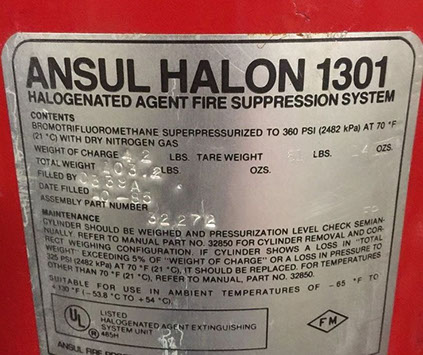 ANSUL HALON 1301
HALOGENATED AGENT FIRE SUPPRESSION SYSTEM
CONTENTS
BROMOTRIFLUOROMETHANE SUPERPRESSURIZED TO 360 PSI (2482 kPa) AT 70 °F
(21 °C) WITH DRY NITROGEN GAS
WEIGHT OF CHARGE LBS. TARE WEIGHT LBS. OZS.
TOTAL WEIGHT LBS OZS.
FILLED BY
DATE FILLED
ASSEMBLY PART NUMBER 32272
MAINTENANCE
CYLINDER SHOULD BE WEIGHED AND PRESSURIZATION LEVEL CHECK SEMIAN-
NUALLY. REFER TO MANUAL PART NO. 32850 FOR CYLINDER REMOVAL AND COR-
RECT WEIGHING CONFIGURATION. IF CYLINDER SHOWS A LOSS IN "TOTAL
WEIGHT" EXCEEDING 5% OF "WEIGHT OF CHARGE" OR A LOSS IN PRESSURE TO
325 PSI (2482 kPa) AT 70 °F (21 °C), IT SHOULD BE REPLACED. FOR TEMPERATURES
OTHER THAN 70 °F (21 °C), REFER TO MANUAL, PART NO. 32850.
SUITABLE FOR USE IN AMBIENT TEMPERATURES OF -65 °F TO
+130 °F (-53.8 °C TO +54 °C).
UL ® LISTED
HALOGENATED AGENT EXTINGUISHING
SYSTEM UNIT
465H
FM
ANSUL FIRE